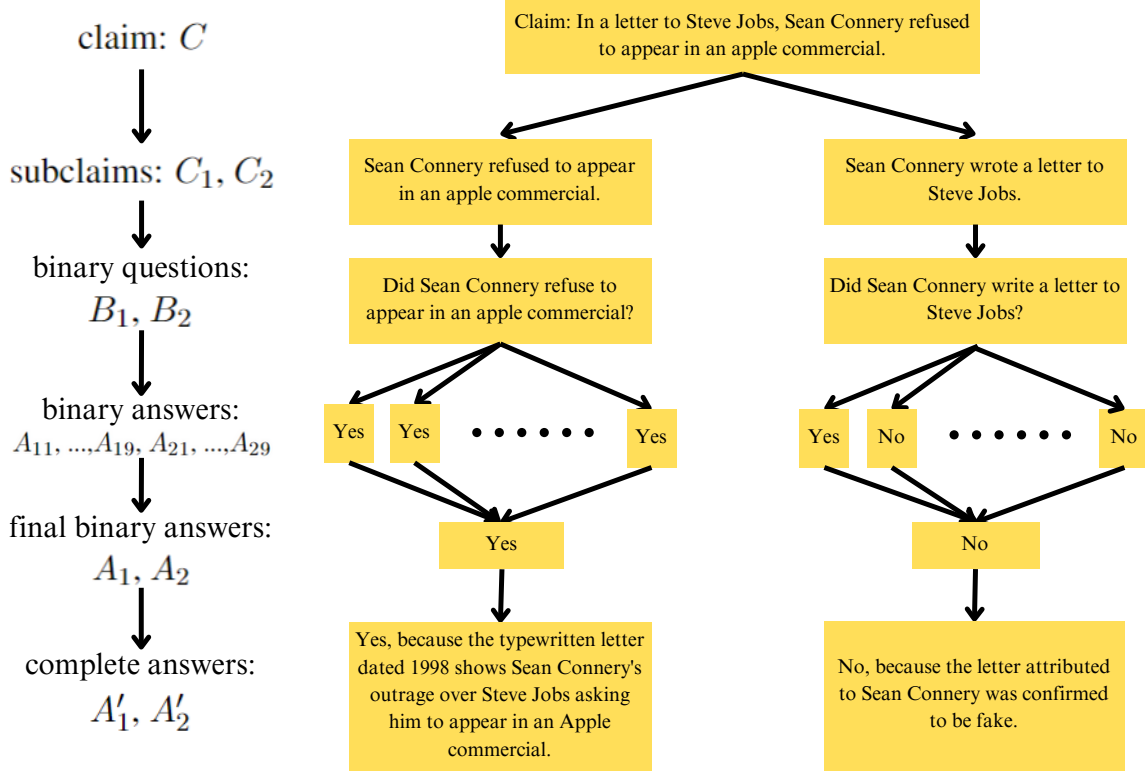 claim: C
Claim: In a letter to Steve Jobs, Sean Connery refused
to appear in an apple commercial.
subclaims: C₁, C₂
Sean Connery refused to appear
in an apple commercial.
Sean Connery wrote a letter to
Steve Jobs.
binary questions:
B₁, B₂
Did Sean Connery refuse to
appear in an apple commercial?
Did Sean Connery write a letter to
Steve Jobs?
binary answers:
A₁₁, ...,A₁₉, A₂₁, ...,A₂₉
Yes
Yes
Yes
Yes
No
No
final binary answers:
A₁, A₂
Yes
No
complete answers:
A′₁, A′₂
Yes, because the typewritten letter
dated 1998 shows Sean Connery's
outrage over Steve Jobs asking
him to appear in an Apple
commercial.
No, because the letter attributed
to Sean Connery was confirmed
to be fake.